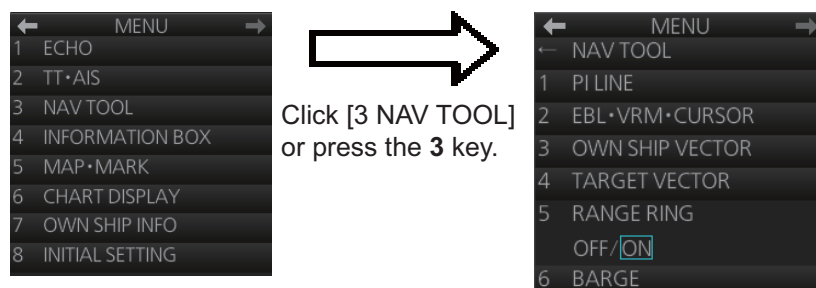 ← MENU →
1 ECHO
2 TT•AIS
3 NAV TOOL
4 INFORMATION BOX
5 MAP•MARK
6 CHART DISPLAY
7 OWN SHIP INFO
8 INITIAL SETTING
Click [3 NAV TOOL]
or press the 3 key.
← MENU →
← NAV TOOL
1 PI LINE
2 EBL•VRM•CURSOR
3 OWN SHIP VECTOR
4 TARGET VECTOR
5 RANGE RING
OFF/ON
6 BARGE